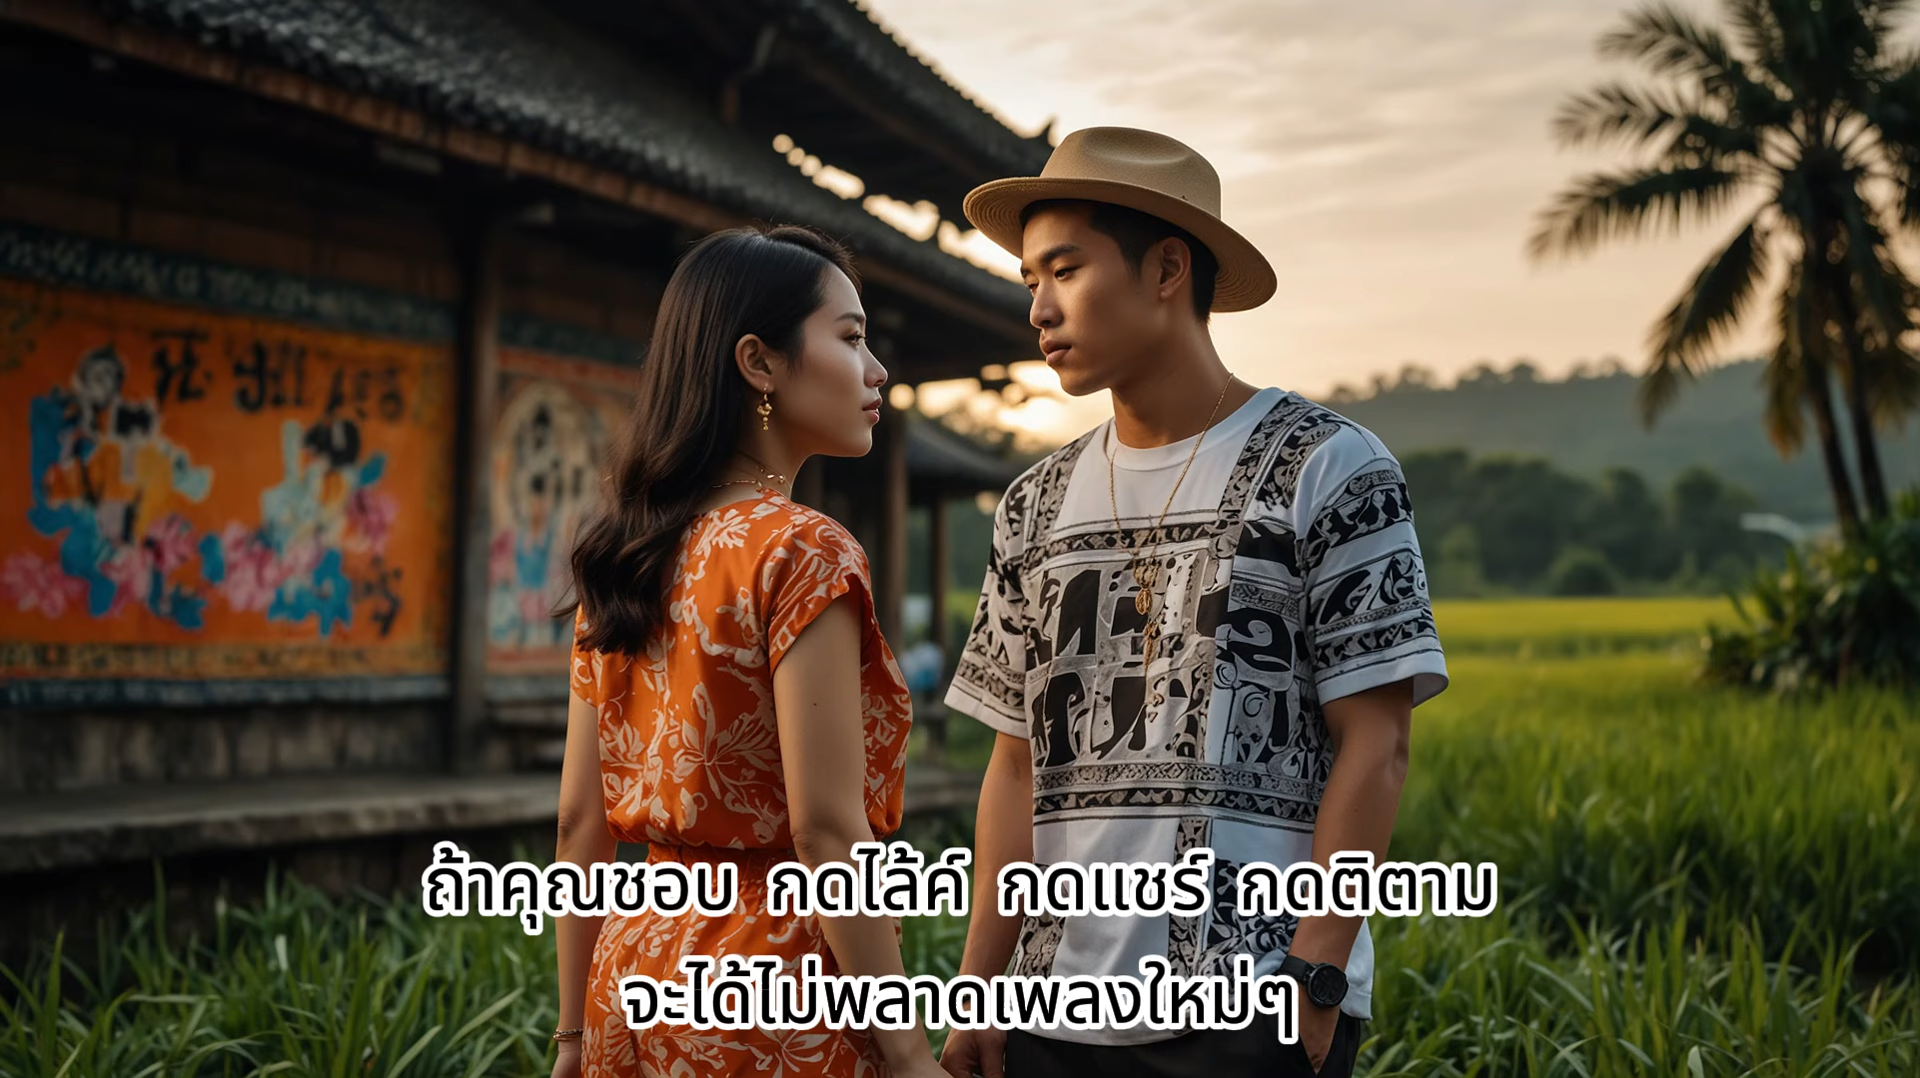 ถ้าคุณชอบ กดไล้ค์ กดแชร์ กดติตาม
จะได้ไม่พลาดเพลงใหม่ๆ